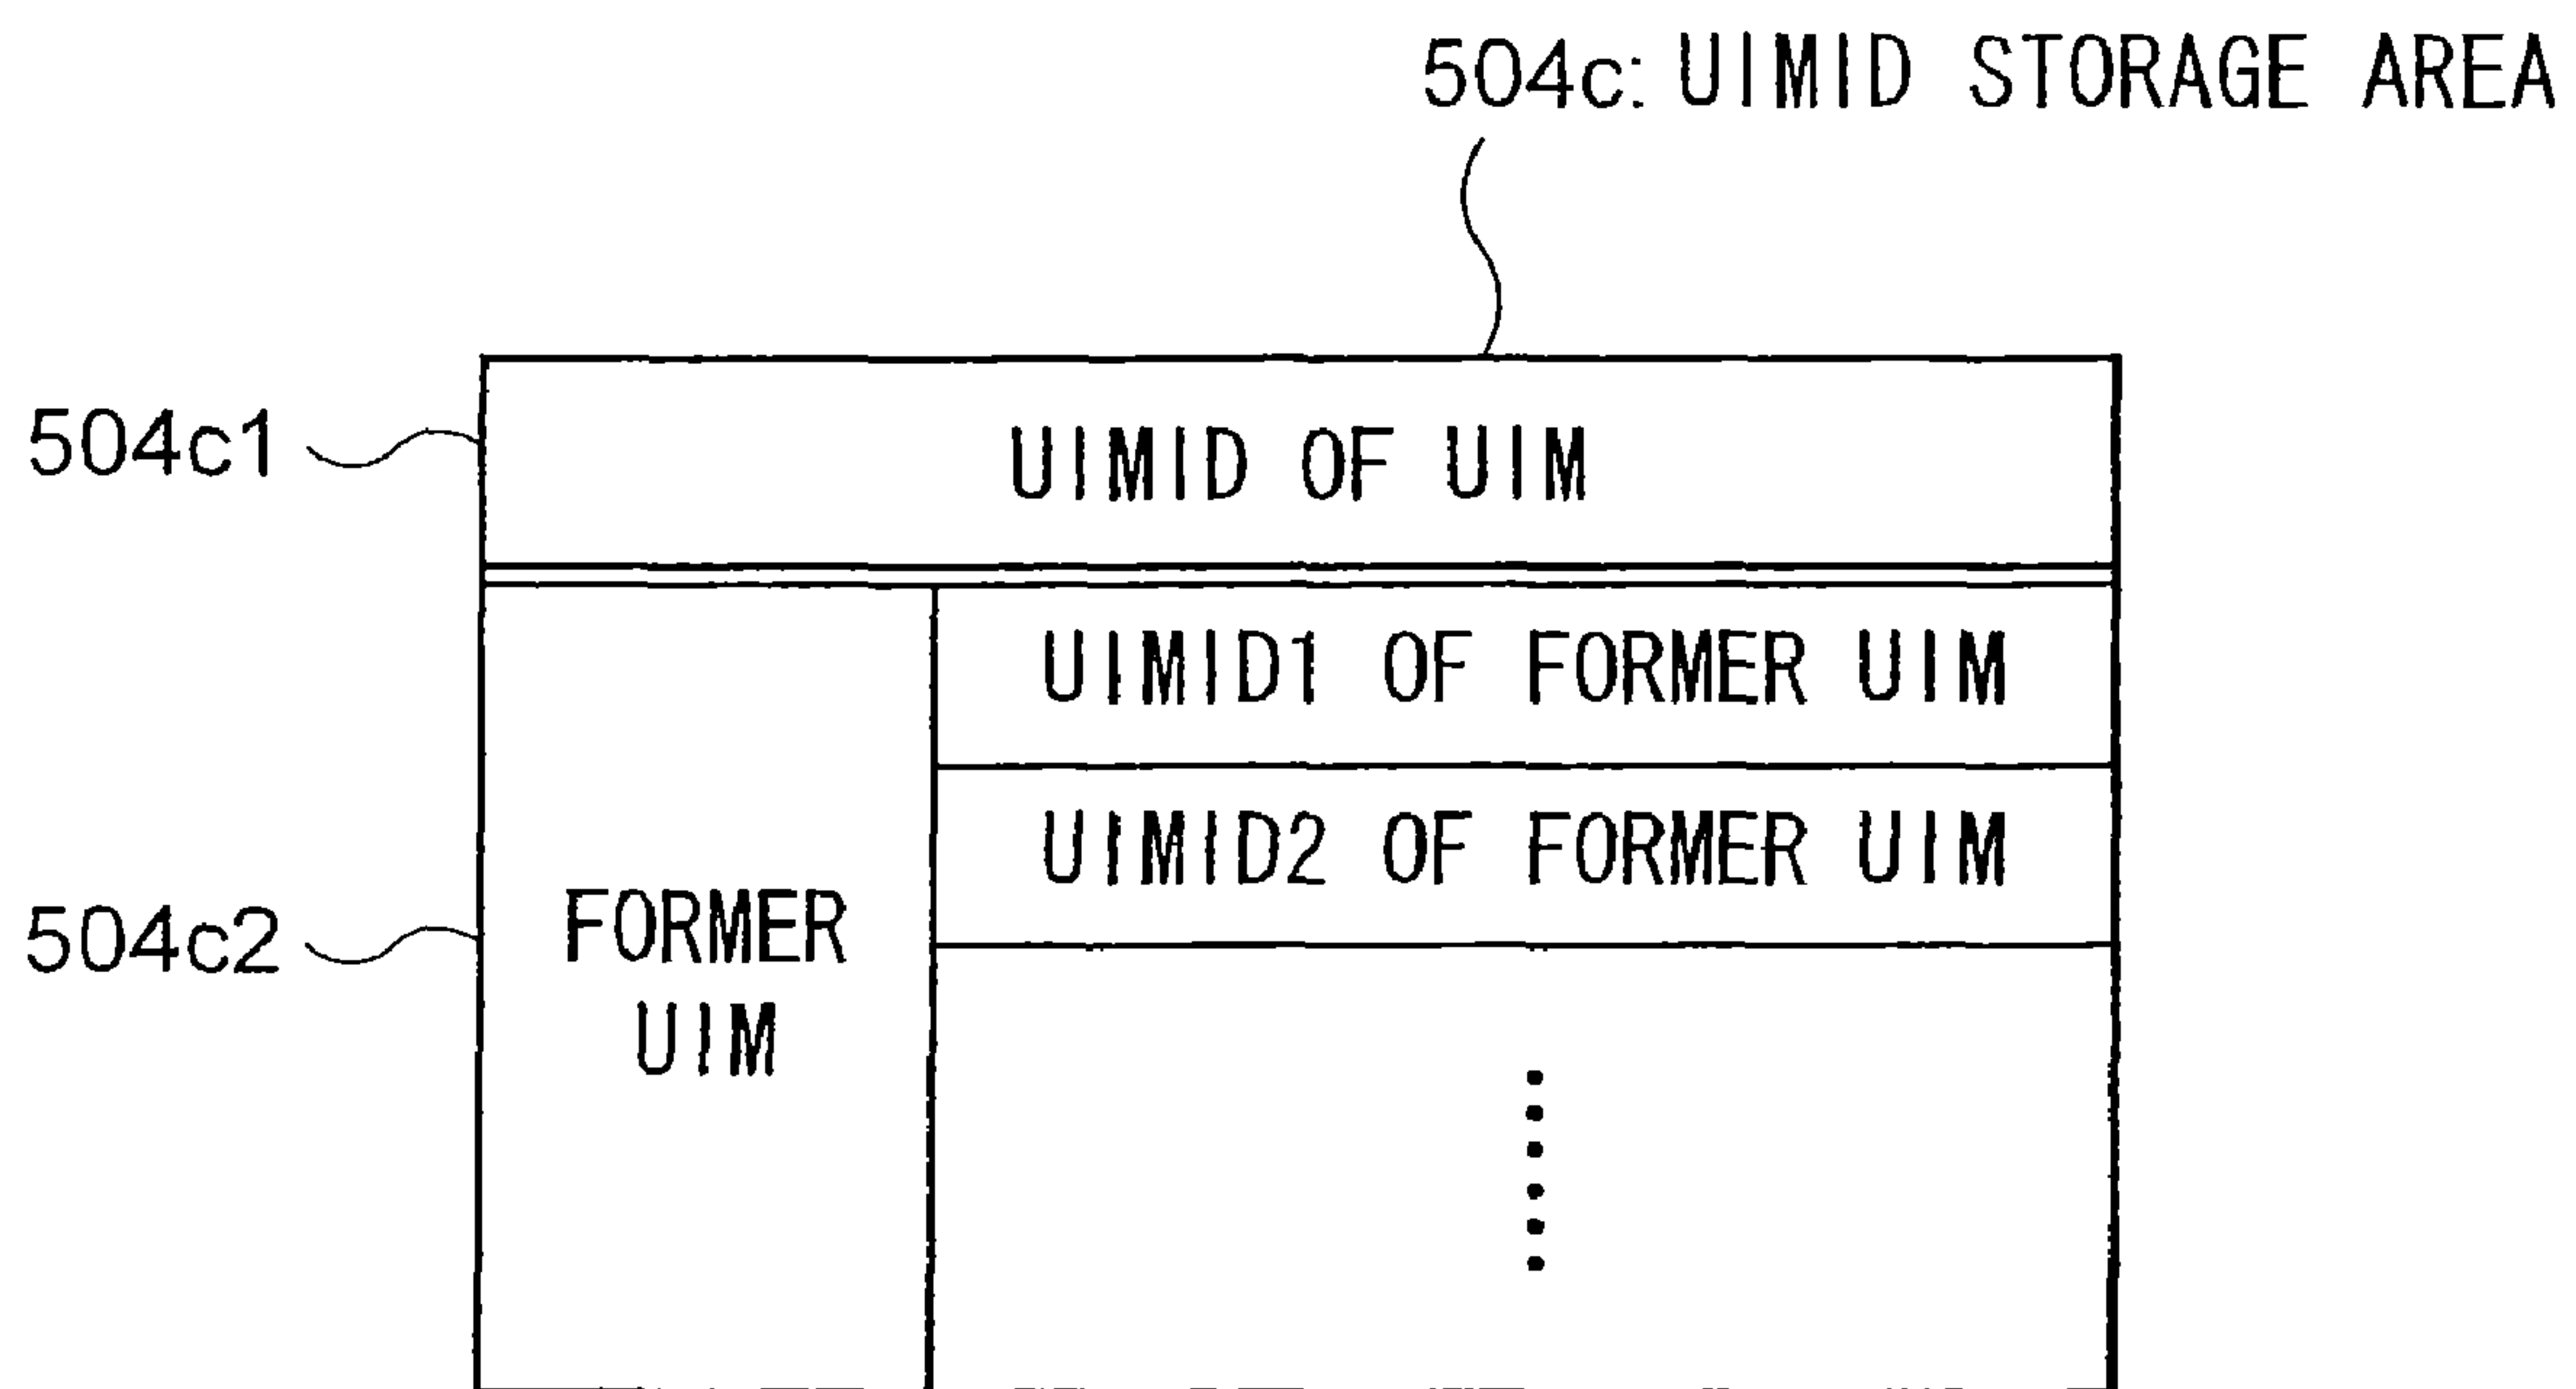 504c: UIMID STORAGE AREA
504c1
UIMID OF UIM
UIMID1 OF FORMER UIM
UIMID2 OF FORMER UIM
504c2
FORMER
UIM